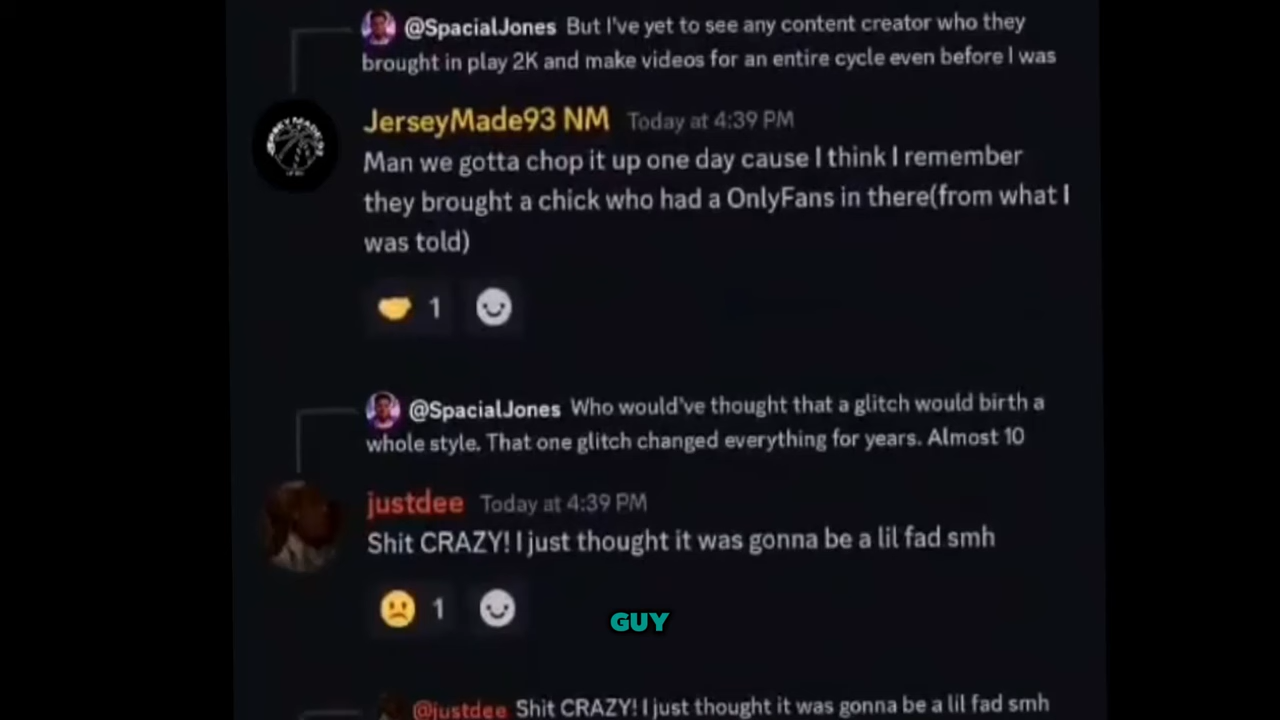 @SpacialJones But I've yet to see any content creator who they
brought in play 2K and make videos for an entire cycle even before I was
JerseyMade93 NM Today at 4:39 PM
Man we gotta chop it up one day cause I think I remember
they brought a chick who had a OnlyFans in there(from what I
was told)
1
@SpacialJones Who would've thought that a glitch would birth a
whole style. That one glitch changed everything for years. Almost 10
justdee Today at 4:39 PM
Shit CRAZY! I just thought it was gonna be a lil fad smh
1
GUY
@justdee Shit CRAZY! I just thought it was gonna be a lil fad smh